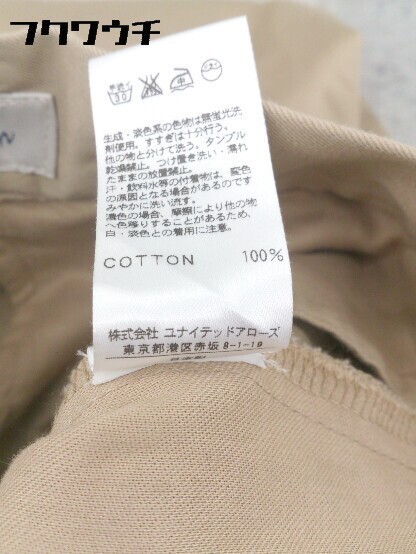 フクワウチ
手洗イ
30
中
生成・淡色系の色物は無蛍光洗
剤使用。すすぎは十分行う。
他の物と分けて洗う。タンブル
乾燥禁止。つけ置き洗い・濡れ
たままの放置禁止。
汗・飲料水等の付着物は、変色
の原因となる場合があるので
すみやかに洗い流す。
濃色の場合、摩擦により他の物
へ色移りすることがあるため、
白・淡色との着用に注意。
COTTON 100%
株式会社 ユナイテッドアローズ
東京都港区赤坂 8-1-19